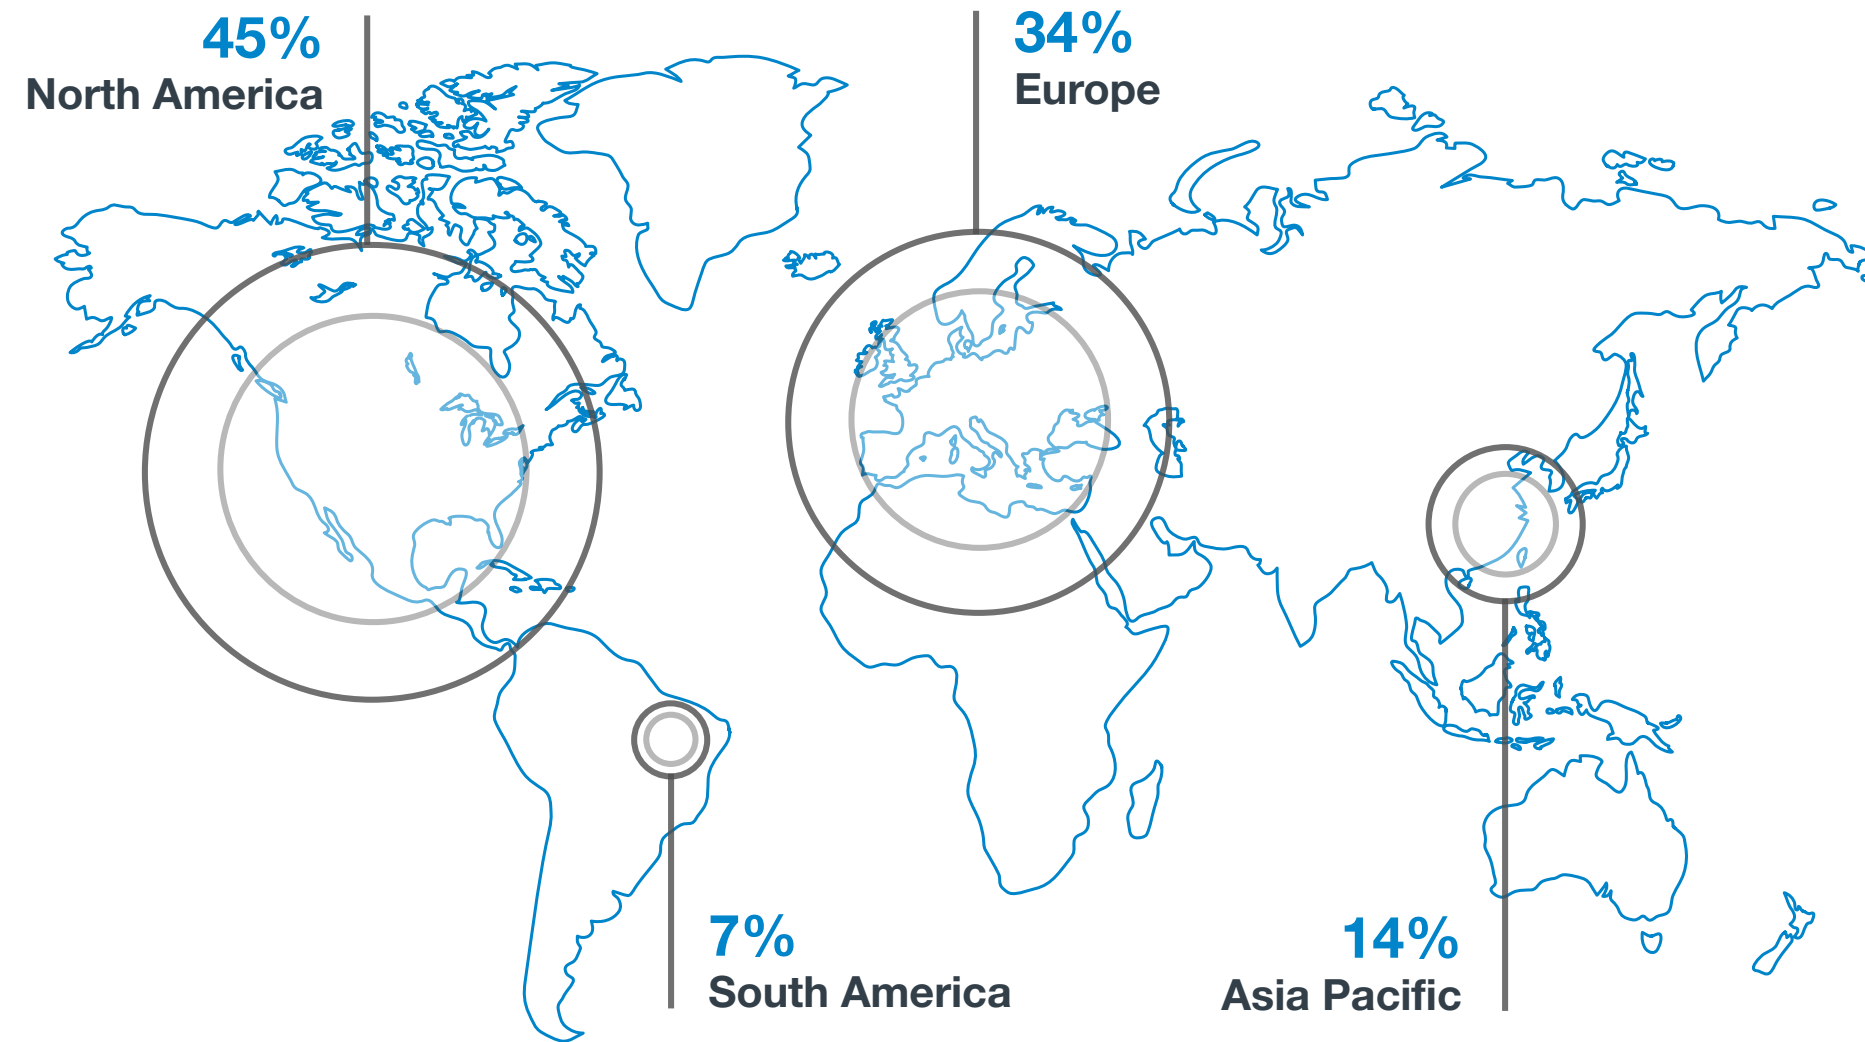 45%
North America
34%
Europe
7%
South America
14%
Asia Pacific